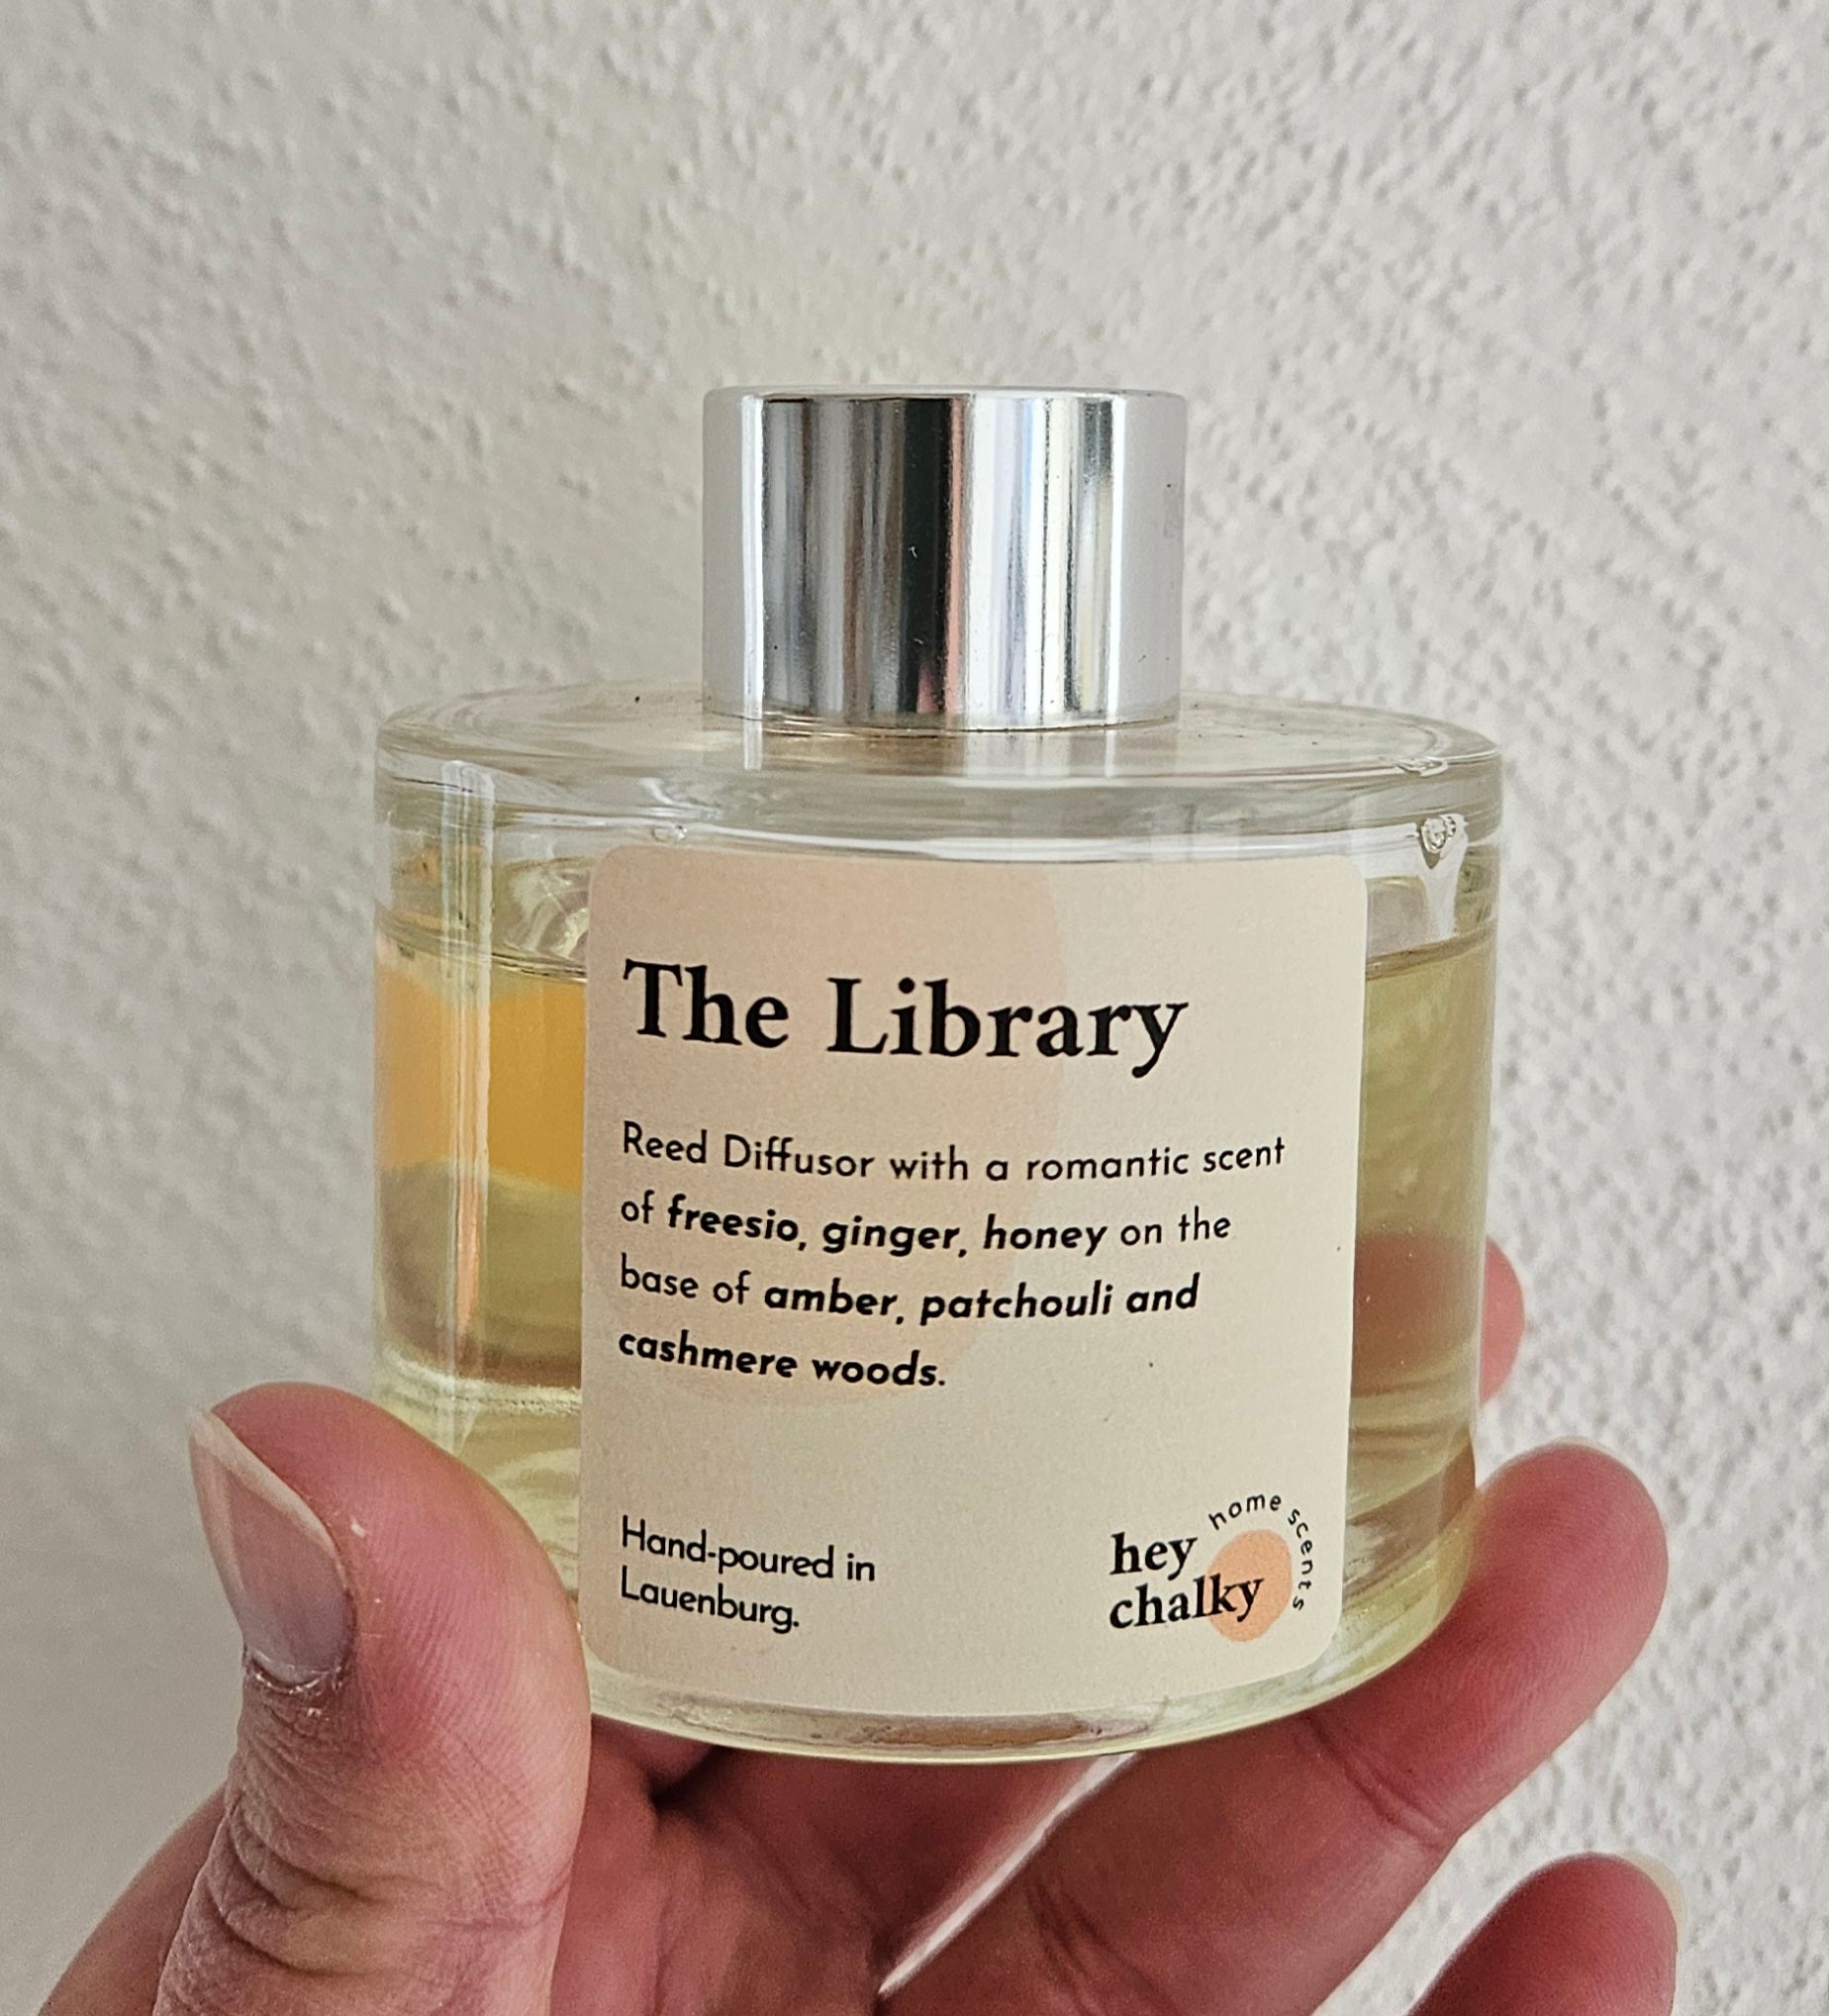 The Library
Reed Diffusor with a romantic scent
of freesio, ginger, honey on the
base of amber, patchouli and
cashmere woods.
Hand-poured in
Lauenburg.
hey
chalky
home scents